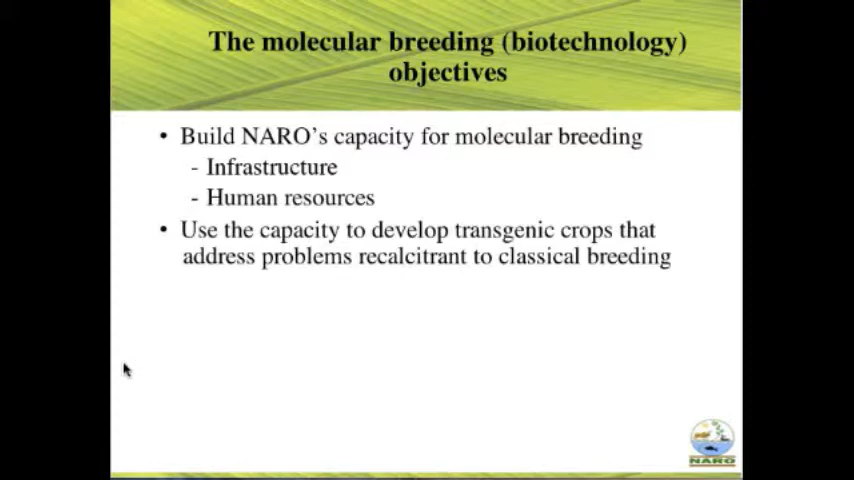 The molecular breeding (biotechnology)
objectives
• Build NARO's capacity for molecular breeding
- Infrastructure
- Human resources
• Use the capacity to develop transgenic crops that
address problems recalcitrant to classical breeding
NARO